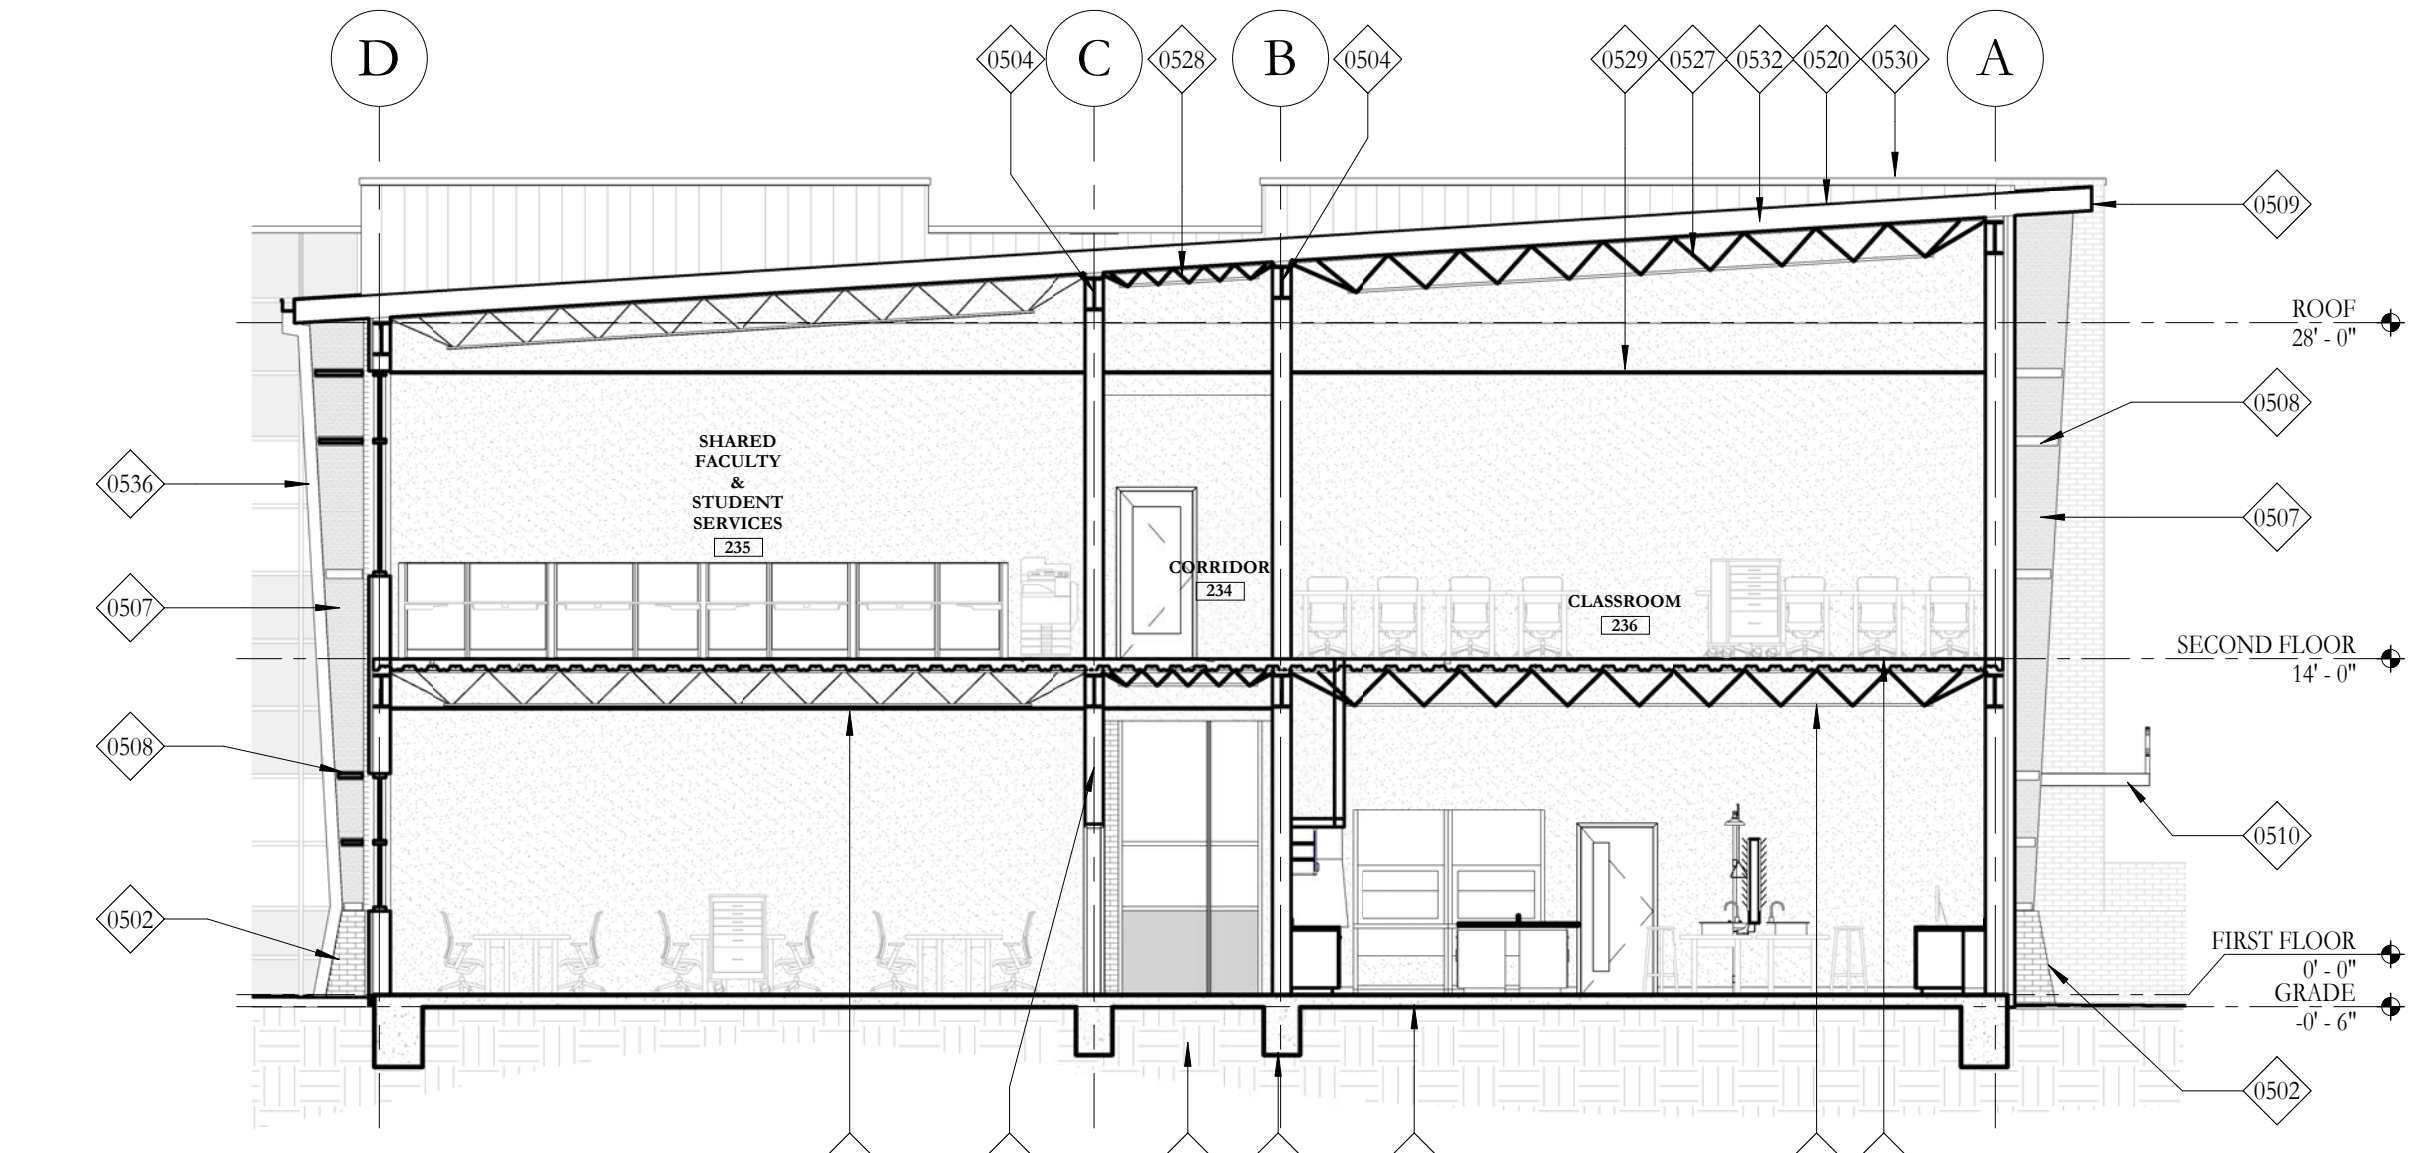 D
0504
C
0528
B
0504
0529
0527
0532
0520
0530
A
0509
ROOF
28' - 0"
0508
SHARED
FACULTY
&
STUDENT
SERVICES
235
0536
0507
CORRIDOR
234
CLASSROOM
236
0507
SECOND FLOOR
14' - 0"
0508
0510
0502
FIRST FLOOR
0' - 0"
GRADE
-0' - 6"
0502